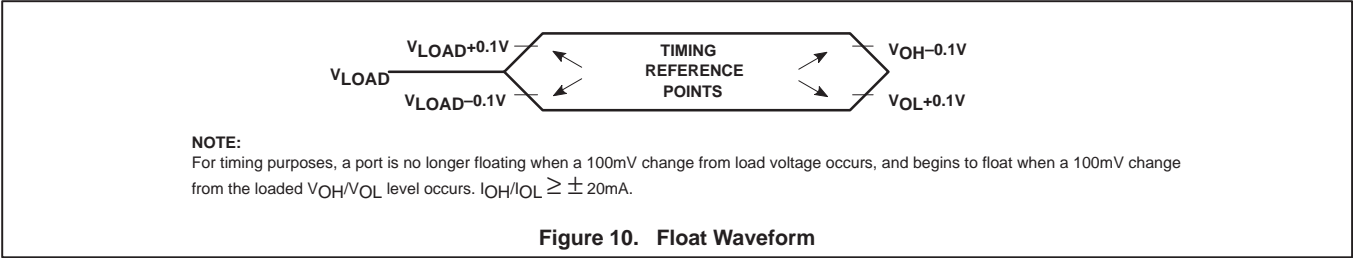 VLOAD+0.1V
TIMING
VOH–0.1V
VLOAD
REFERENCE
POINTS
VLOAD–0.1V
VOL+0.1V
NOTE:
For timing purposes, a port is no longer floating when a 100mV change from load voltage occurs, and begins to float when a 100mV change
from the loaded VOH/VOL level occurs. IOH/IOL ≥ ± 20mA.
Figure 10. Float Waveform